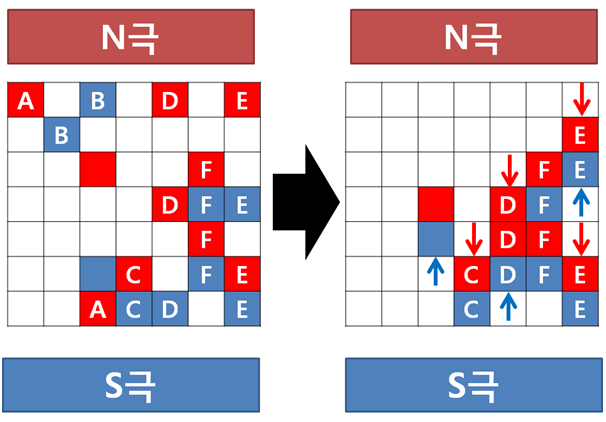 N극 N극
A B D E
B E
F F E
D F E D F
F D F
C F E C D F E
A C D E C E
S극 S극